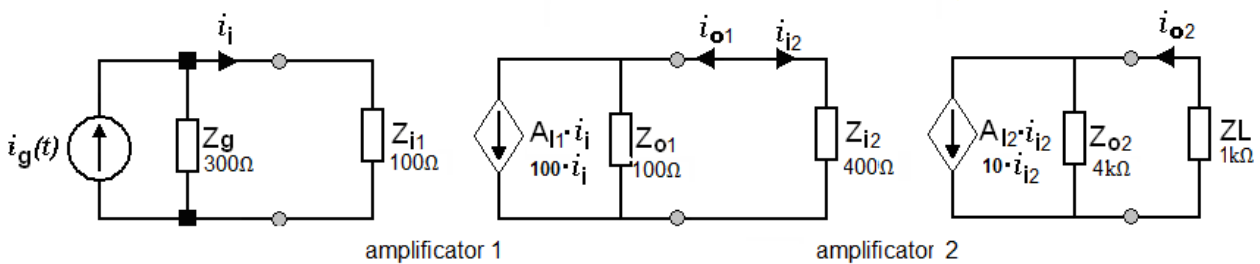 i_i
i_o1 i_i2
i_o2
i_g(t)
Z_g
300Ω
Z_i1
100Ω
A_I1·i_i
100·i_i
Z_o1
100Ω
Z_i2
400Ω
A_I2·i_i2
10·i_i2
Z_o2
4kΩ
ZL
1kΩ
amplificator 1
amplificator 2